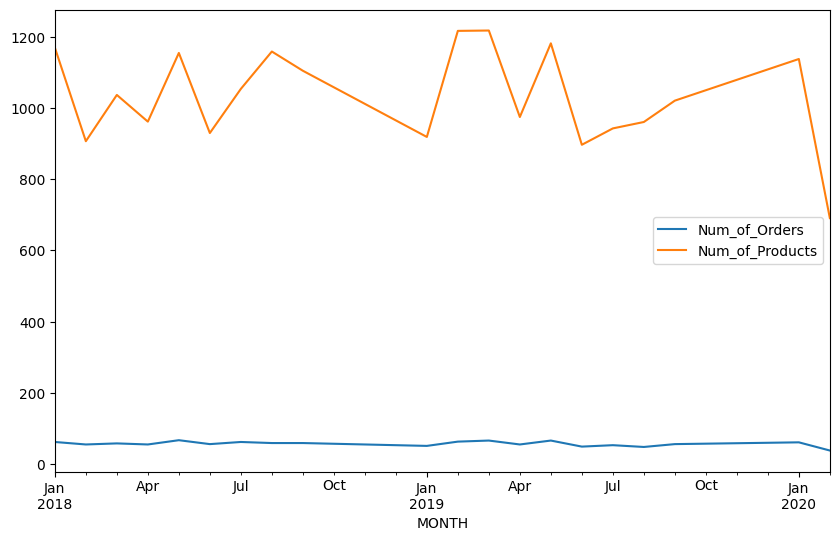 1200
1000
800
600
400
200
0
Jan
2018
Apr
Jul
Oct
Jan
2019
Apr
Jul
Oct
Jan
2020
MONTH
Num_of_Orders
Num_of_Products